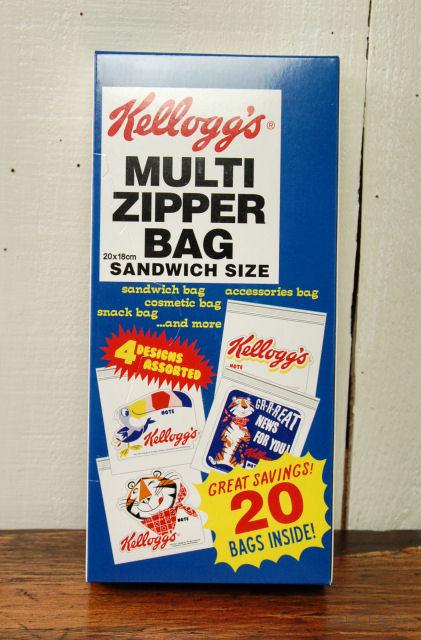 Kellogg's®
MULTI
ZIPPER
BAG
20x18cm
SANDWICH SIZE
sandwich bag accessories bag
cosmetic bag
snack bag
...and more
4 DESIGNS
ASSORTED
Kellogg's
NOTE
NOTE
Kellogg's
GR-R-REAT
NEWS
FOR YOU!
NOTE
Kellogg's
GREAT SAVINGS!
20
BAGS INSIDE!